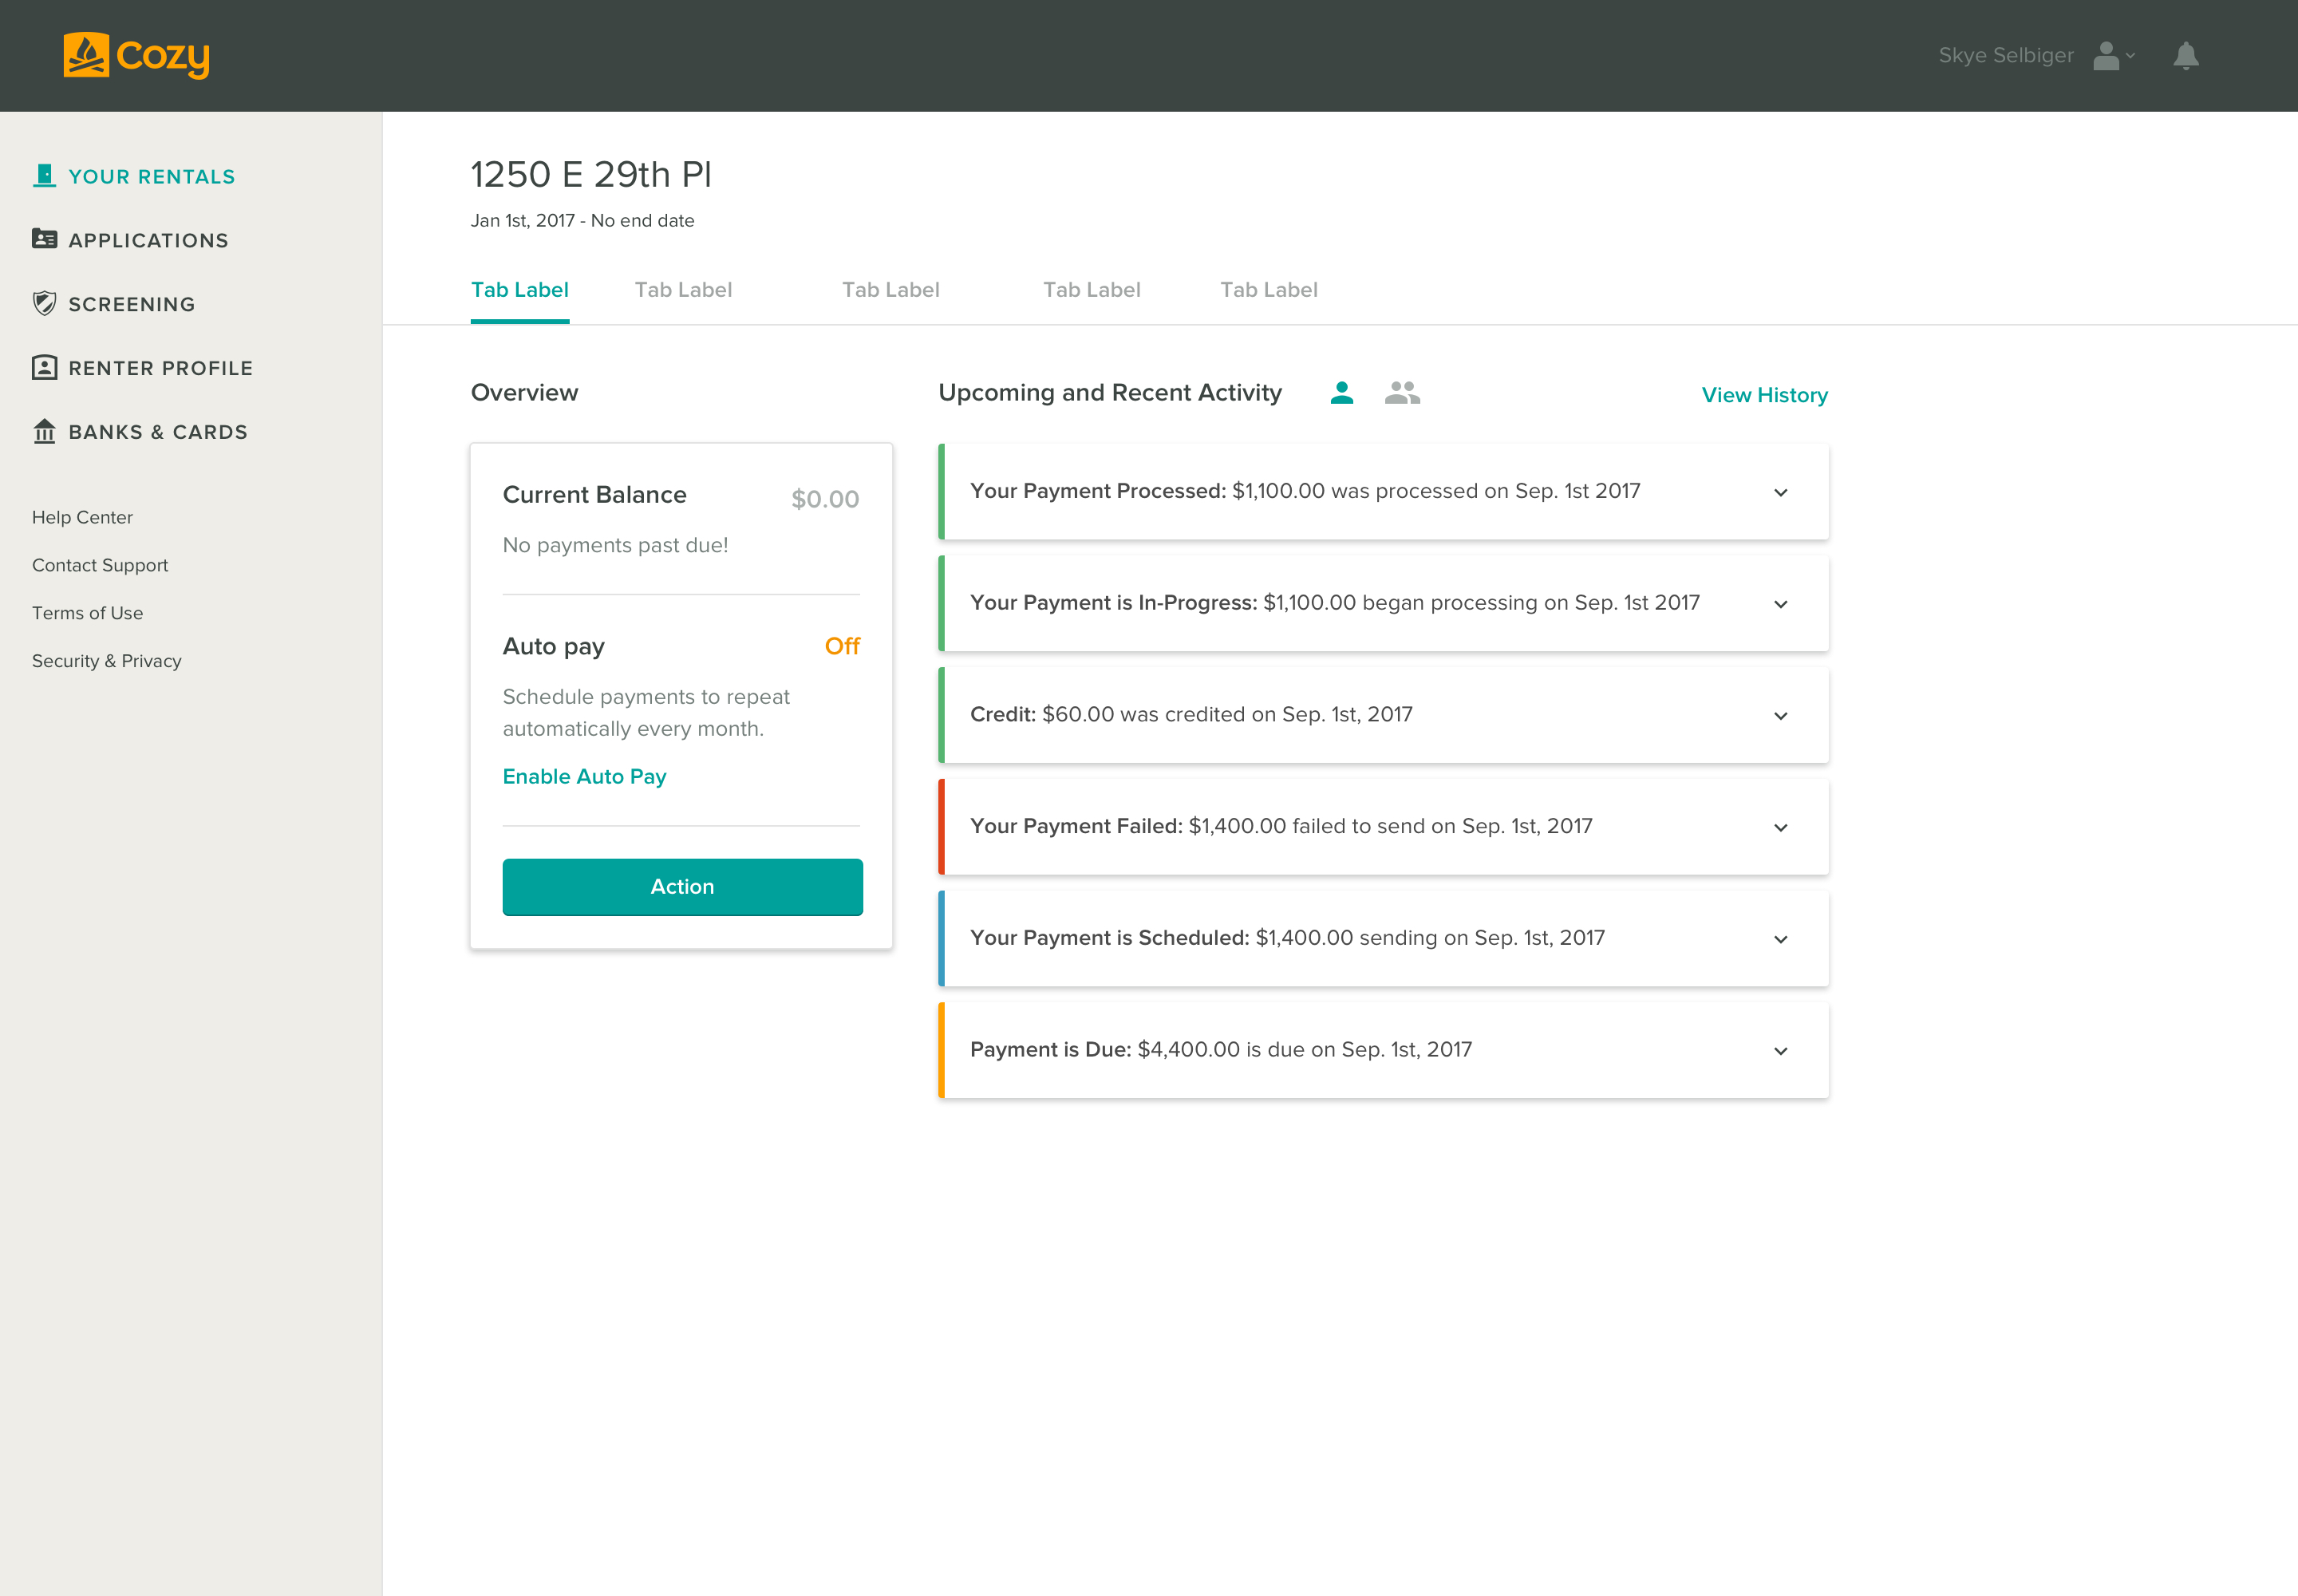 Cozy
Skye Selbiger
YOUR RENTALS
APPLICATIONS
SCREENING
RENTER PROFILE
BANKS & CARDS
Help Center
Contact Support
Terms of Use
Security & Privacy
1250 E 29th Pl
Jan 1st, 2017 - No end date
Tab Label Tab Label Tab Label Tab Label Tab Label
Overview
Current Balance $0.00
No payments past due!
Auto pay Off
Schedule payments to repeat
automatically every month.
Enable Auto Pay
Action
Upcoming and Recent Activity View History
Your Payment Processed: $1,100.00 was processed on Sep. 1st 2017
Your Payment is In-Progress: $1,100.00 began processing on Sep. 1st 2017
Credit: $60.00 was credited on Sep. 1st, 2017
Your Payment Failed: $1,400.00 failed to send on Sep. 1st, 2017
Your Payment is Scheduled: $1,400.00 sending on Sep. 1st, 2017
Payment is Due: $4,400.00 is due on Sep. 1st, 2017